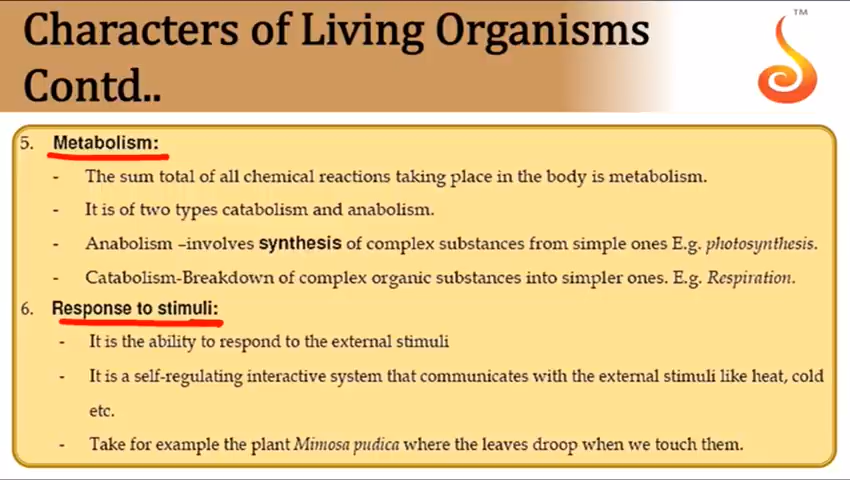 Characters of Living Organisms
Contd..
TM
5. Metabolism:
- The sum total of all chemical reactions taking place in the body is metabolism.
- It is of two types catabolism and anabolism.
- Anabolism –involves synthesis of complex substances from simple ones E.g. photosynthesis.
- Catabolism-Breakdown of complex organic substances into simpler ones. E.g. Respiration.
6. Response to stimuli:
- It is the ability to respond to the external stimuli
- It is a self-regulating interactive system that communicates with the external stimuli like heat, cold
etc.
- Take for example the plant Mimosa pudica where the leaves droop when we touch them.